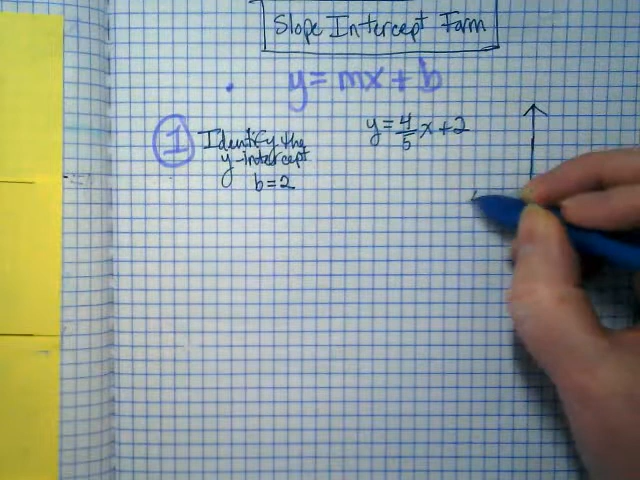 Slope Intercept Form
y = mx + b
1 Identify the
y-intercept
b = 2
y = 4/5 x + 2